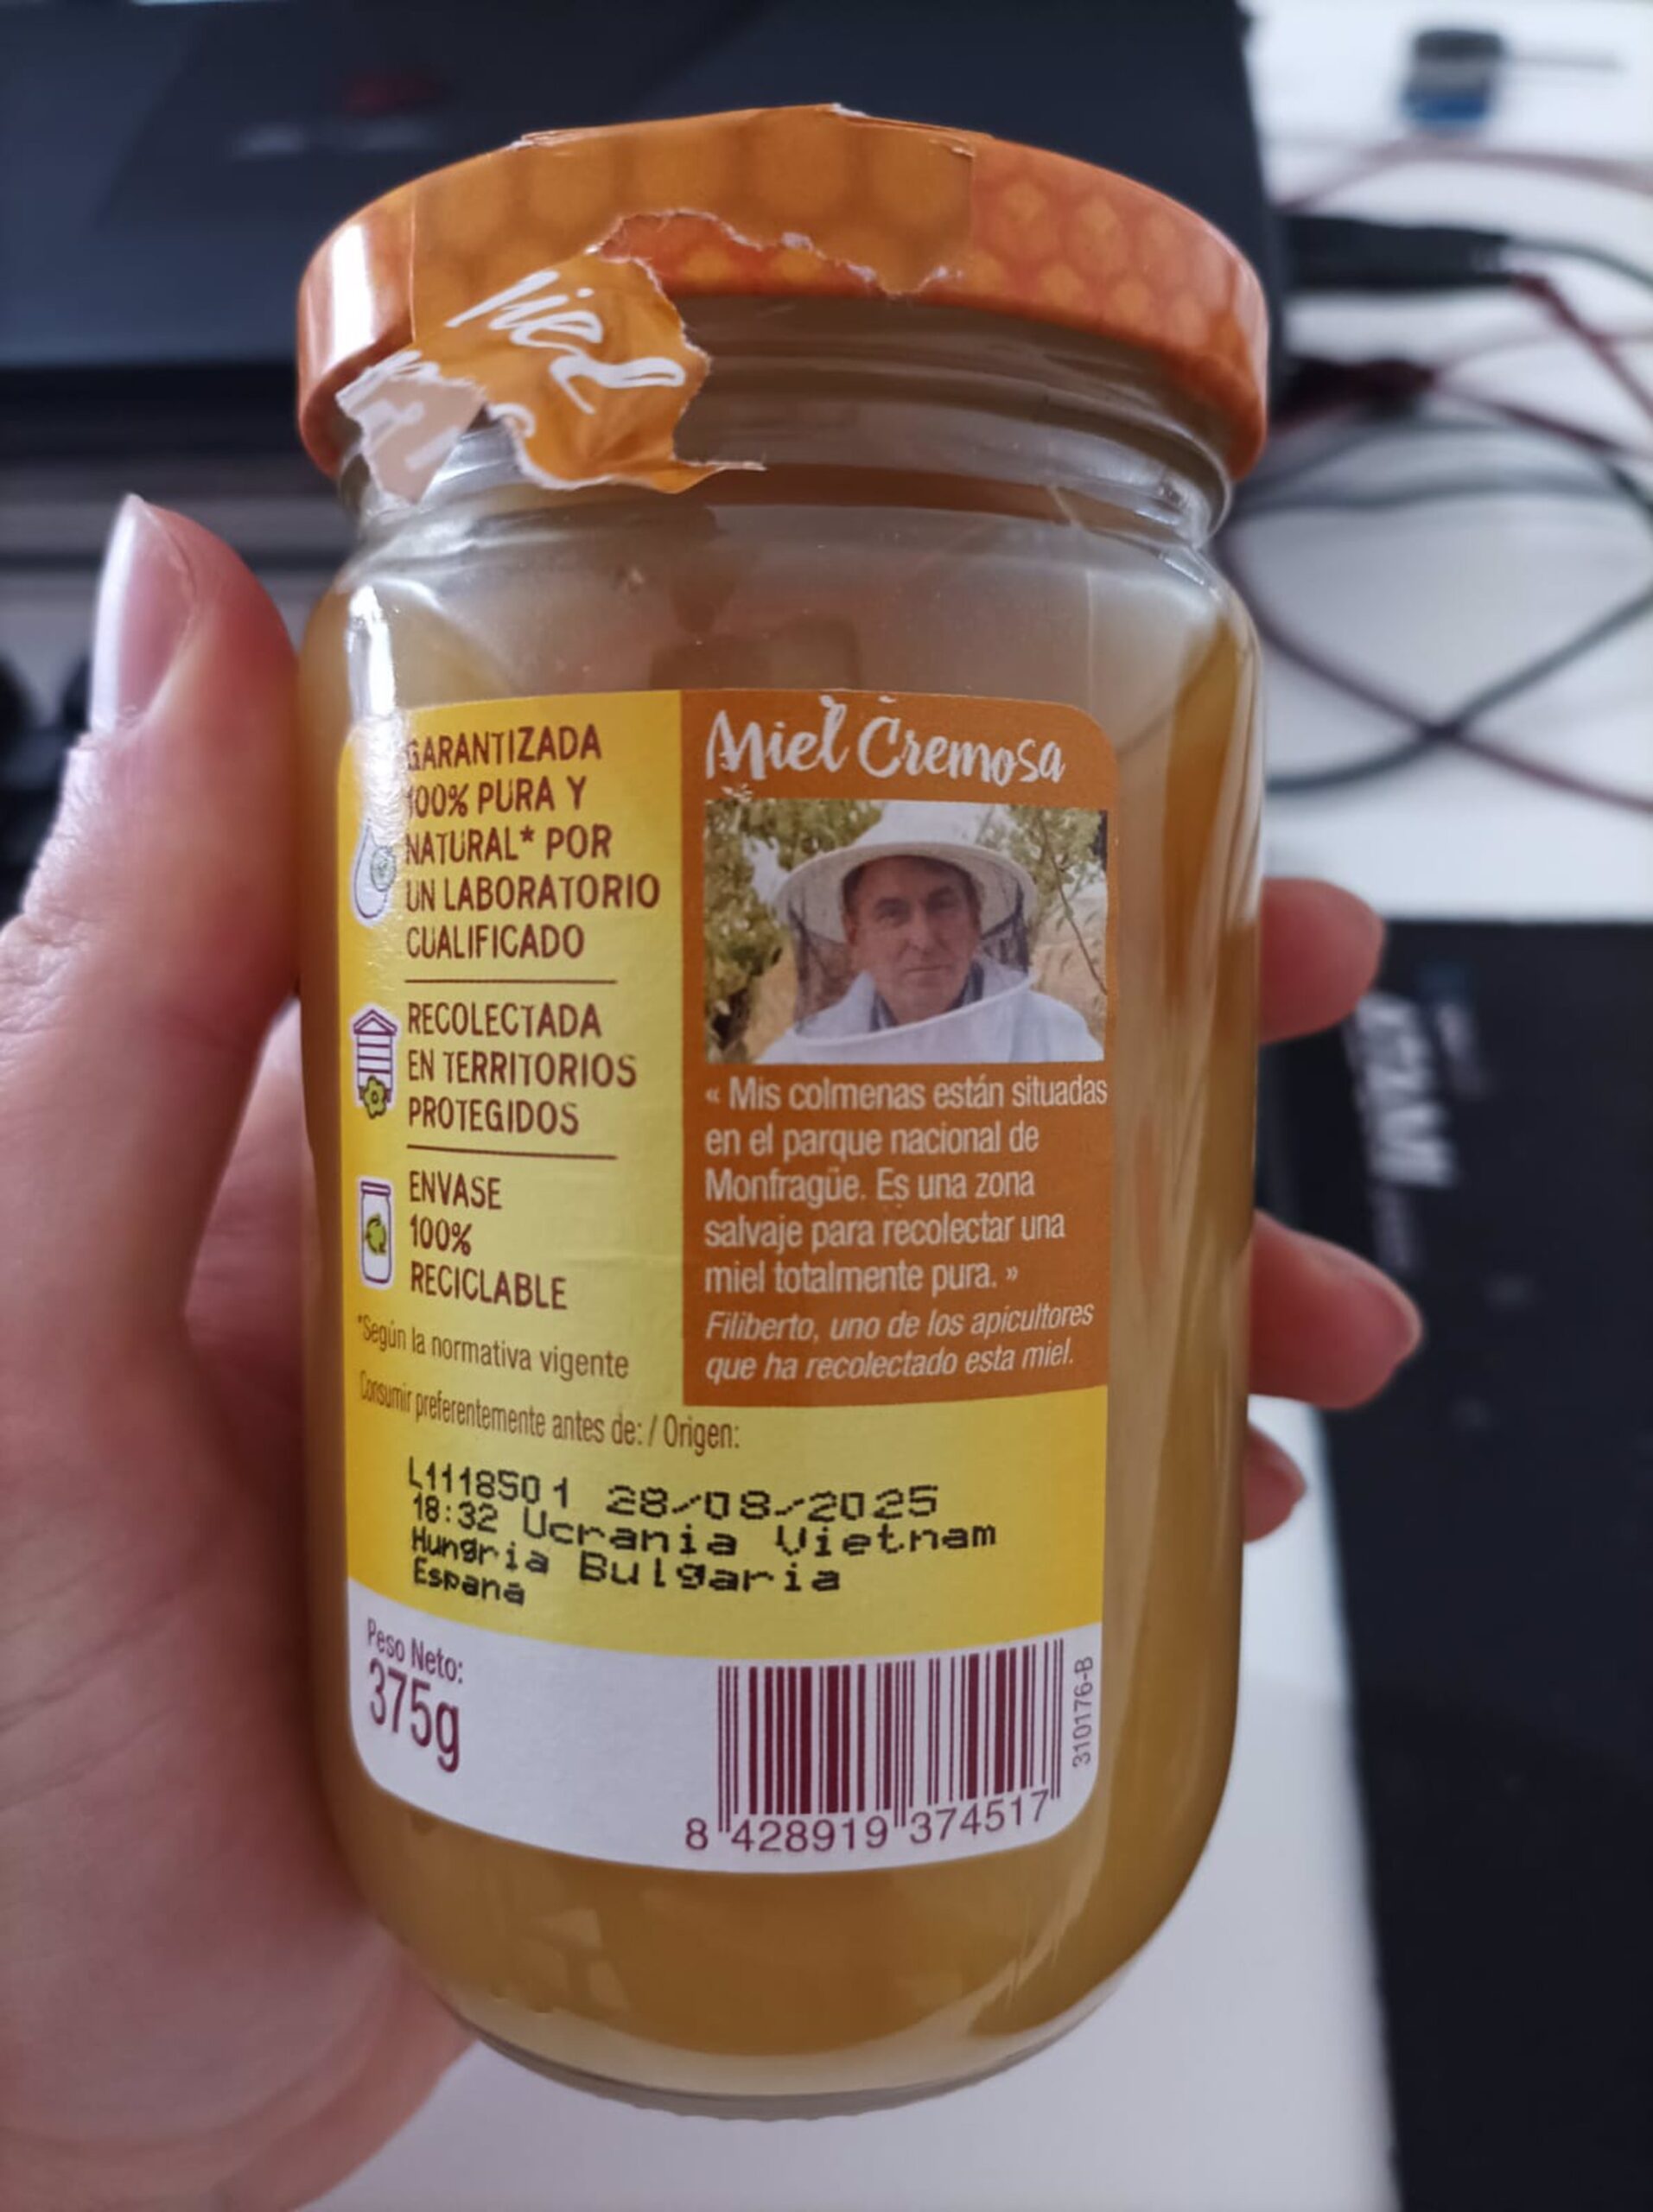 Miel
GARANTIZADA
100% PURA Y
NATURAL* POR
UN LABORATORIO
CUALIFICADO
RECOLECTADA
EN TERRITORIOS
PROTEGIDOS
ENVASE
100%
RECICLABLE
*Según la normativa vigente
Miel Cremosa
« Mis colmenas están situadas
en el parque nacional de
Monfragüe. Es una zona
salvaje para recolectar una
miel totalmente pura. »
Filiberto, uno de los apicultores
que ha recolectado esta miel.
Consumir preferentemente antes de: / Origen:
L1118501 28/08/2025
18:32 Ucrania Vietnam
Hungria Bulgaria
Espana
Peso Neto:
375g
8 428919 374517
310176-B